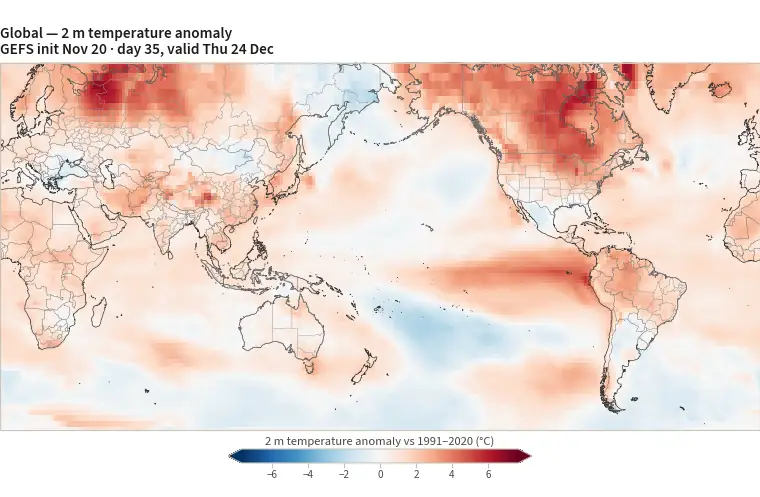 Global — 2 m temperature anomaly
GEFS init Nov 20 · day 35, valid Thu 24 Dec
2 m temperature anomaly vs 1991–2020 (°C)
−6 −4 −2 0 2 4 6